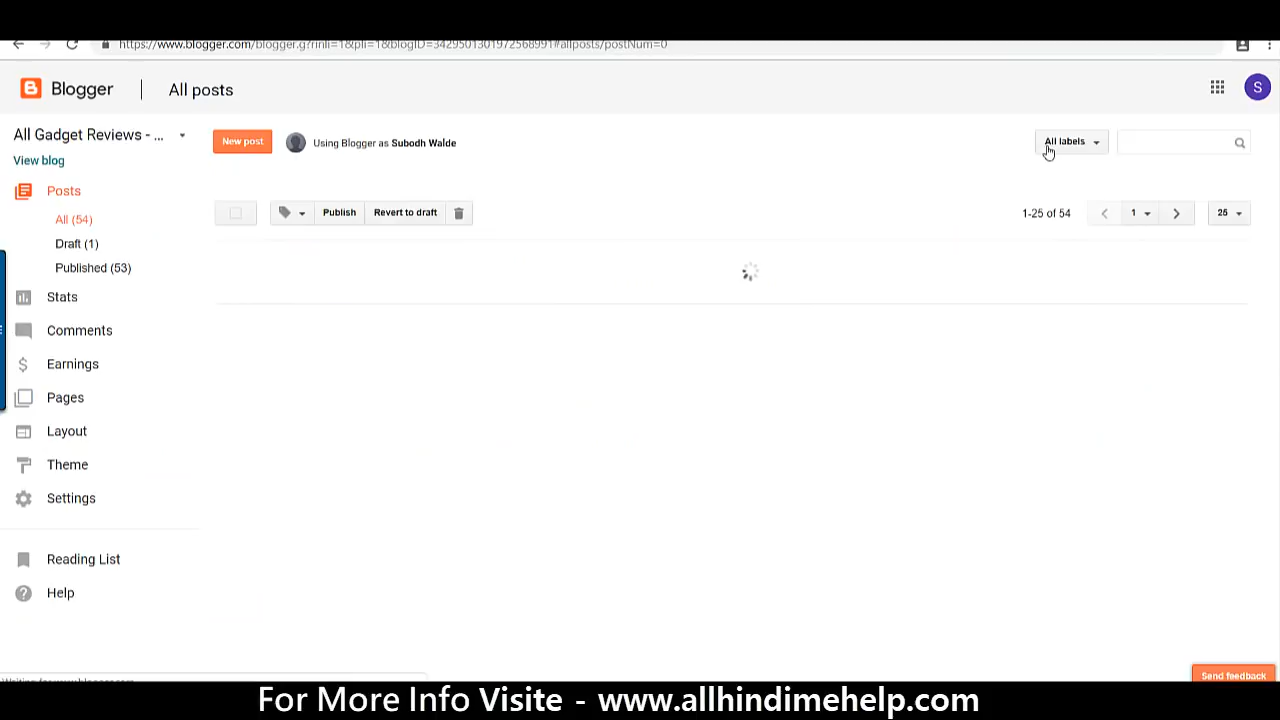 https://www.blogger.com/blogger.g?rinli=1&pli=1&blogID=3429501301972568991#allposts/postNum=0
Blogger
All posts
S
All Gadget Reviews - ...
View blog
New post
Using Blogger as Subodh Walde
All labels
Posts
All (54)
Draft (1)
Published (53)
Publish
Revert to draft
1-25 of 54
1
25
Stats
Comments
Earnings
Pages
Layout
Theme
Settings
Reading List
Help
Send feedback
For More Info Visite - www.allhindimehelp.com